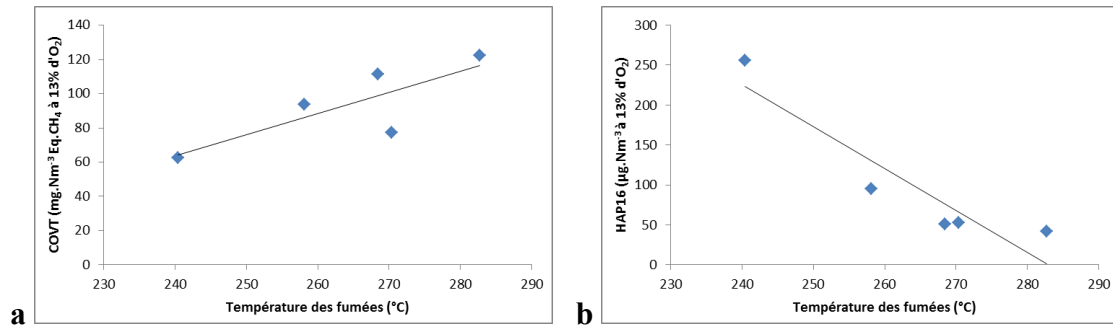 COVT (mg.Nm⁻³ Eq.CH₄ à 13% d'O₂)
140
120
100
80
60
40
20
0
230 240 250 260 270 280 290
Température des fumées (°C)
a
HAP16 (µg.Nm⁻³ à 13% d'O₂)
300
250
200
150
100
50
0
230 240 250 260 270 280 290
Température des fumées (°C)
b